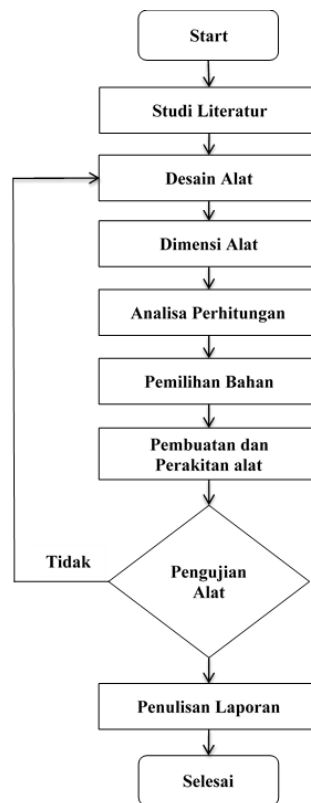 Start
Studi Literatur
Desain Alat
Dimensi Alat
Analisa Perhitungan
Pemilihan Bahan
Pembuatan dan
Perakitan alat
Tidak
Pengujian
Alat
Penulisan Laporan
Selesai